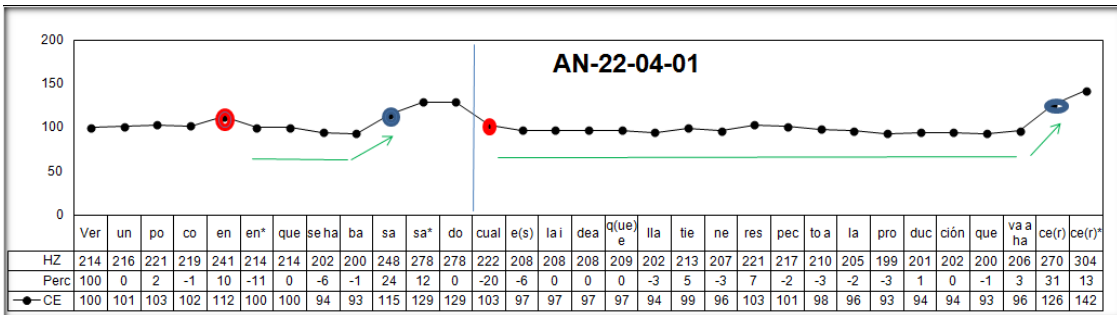 AN-22-04-01
200
150
100
50
0
Ver un po co en en* que se ha ba sa sa* do cual e(s) la i dea q(ue) e lla tie ne res pec to a la pro duc ción que va a ha ce(r) ce(r)*
HZ 214 216 221 219 241 214 214 202 200 248 278 278 222 208 208 208 209 202 213 207 221 217 210 205 199 201 202 200 206 270 304
Perc 100 0 2 -1 10 -11 0 -6 -1 24 12 0 -20 -6 0 0 0 -3 5 -3 7 -2 -3 -2 -3 1 0 -1 3 31 13
CE 100 101 103 102 112 100 100 94 93 115 129 129 103 97 97 97 97 94 99 96 103 101 98 96 93 94 94 93 96 126 142